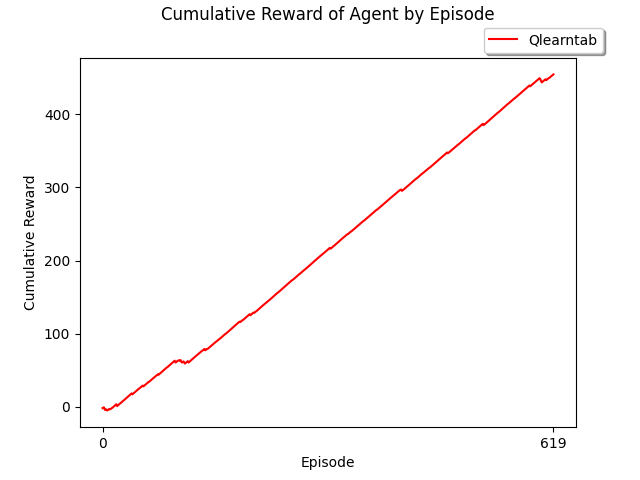 Cumulative Reward of Agent by Episode
Qlearntab
400
300
200
100
0
Cumulative Reward
0
619
Episode